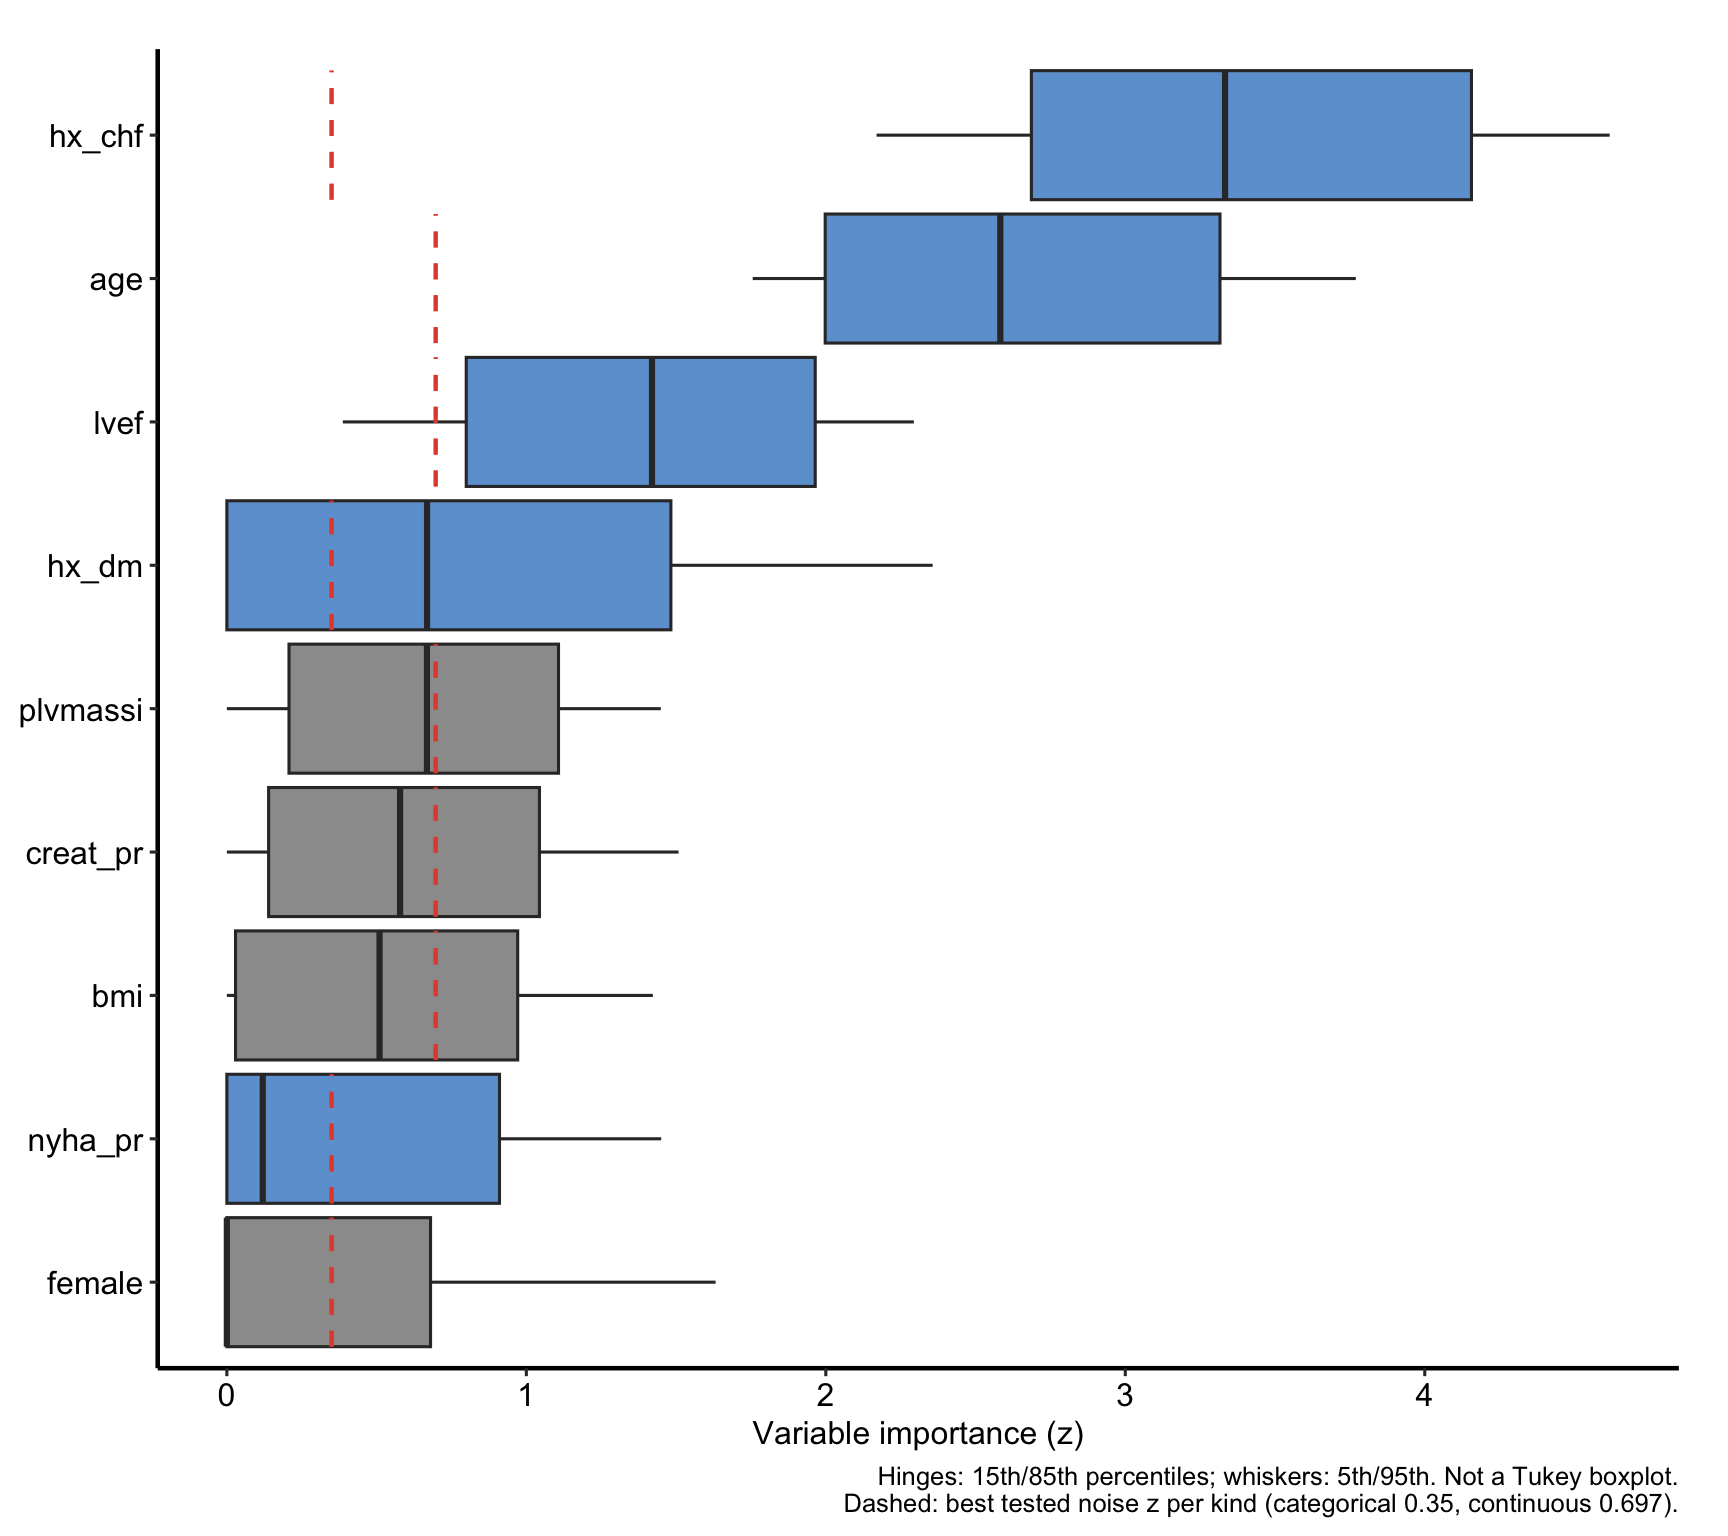 hx_chf
age
lvef
hx_dm
plvmassi
creat_pr
bmi
nyha_pr
female
0 1 2 3 4
Variable importance (z)
Hinges: 15th/85th percentiles; whiskers: 5th/95th. Not a Tukey boxplot.
Dashed: best tested noise z per kind (categorical 0.35, continuous 0.697).